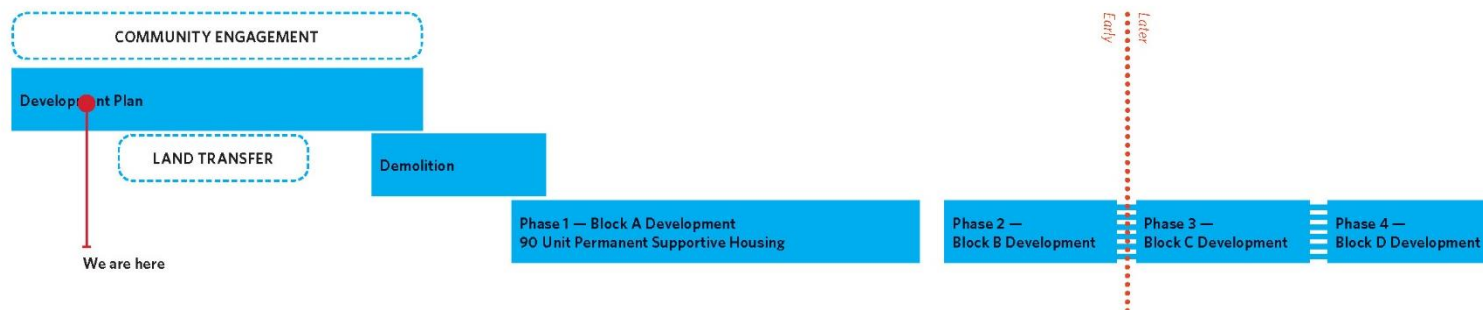 COMMUNITY ENGAGEMENT
Early
Later
Development Plan
LAND TRANSFER
Demolition
Phase 1 — Block A Development
90 Unit Permanent Supportive Housing
Phase 2 —
Block B Development
Phase 3 —
Block C Development
Phase 4 —
Block D Development
We are here